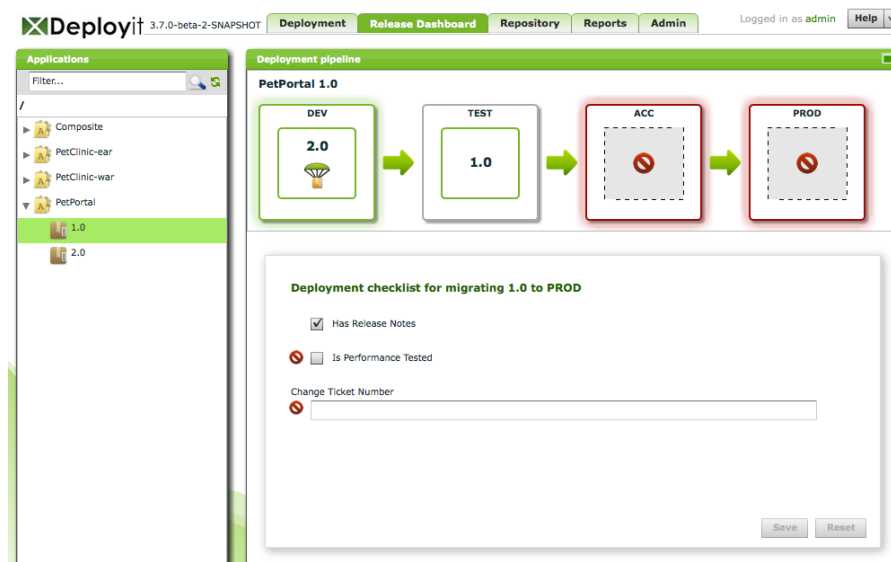 XDeployit 3.7.0-beta-2-SNAPSHOT
Deployment Release Dashboard Repository Reports Admin
Logged in as admin Help
Applications
Filter...
/
Composite
PetClinic-ear
PetClinic-war
PetPortal
1.0
2.0
Deployment pipeline
PetPortal 1.0
DEV TEST ACC PROD
2.0 1.0
Deployment checklist for migrating 1.0 to PROD
Has Release Notes
Is Performance Tested
Change Ticket Number
Save Reset